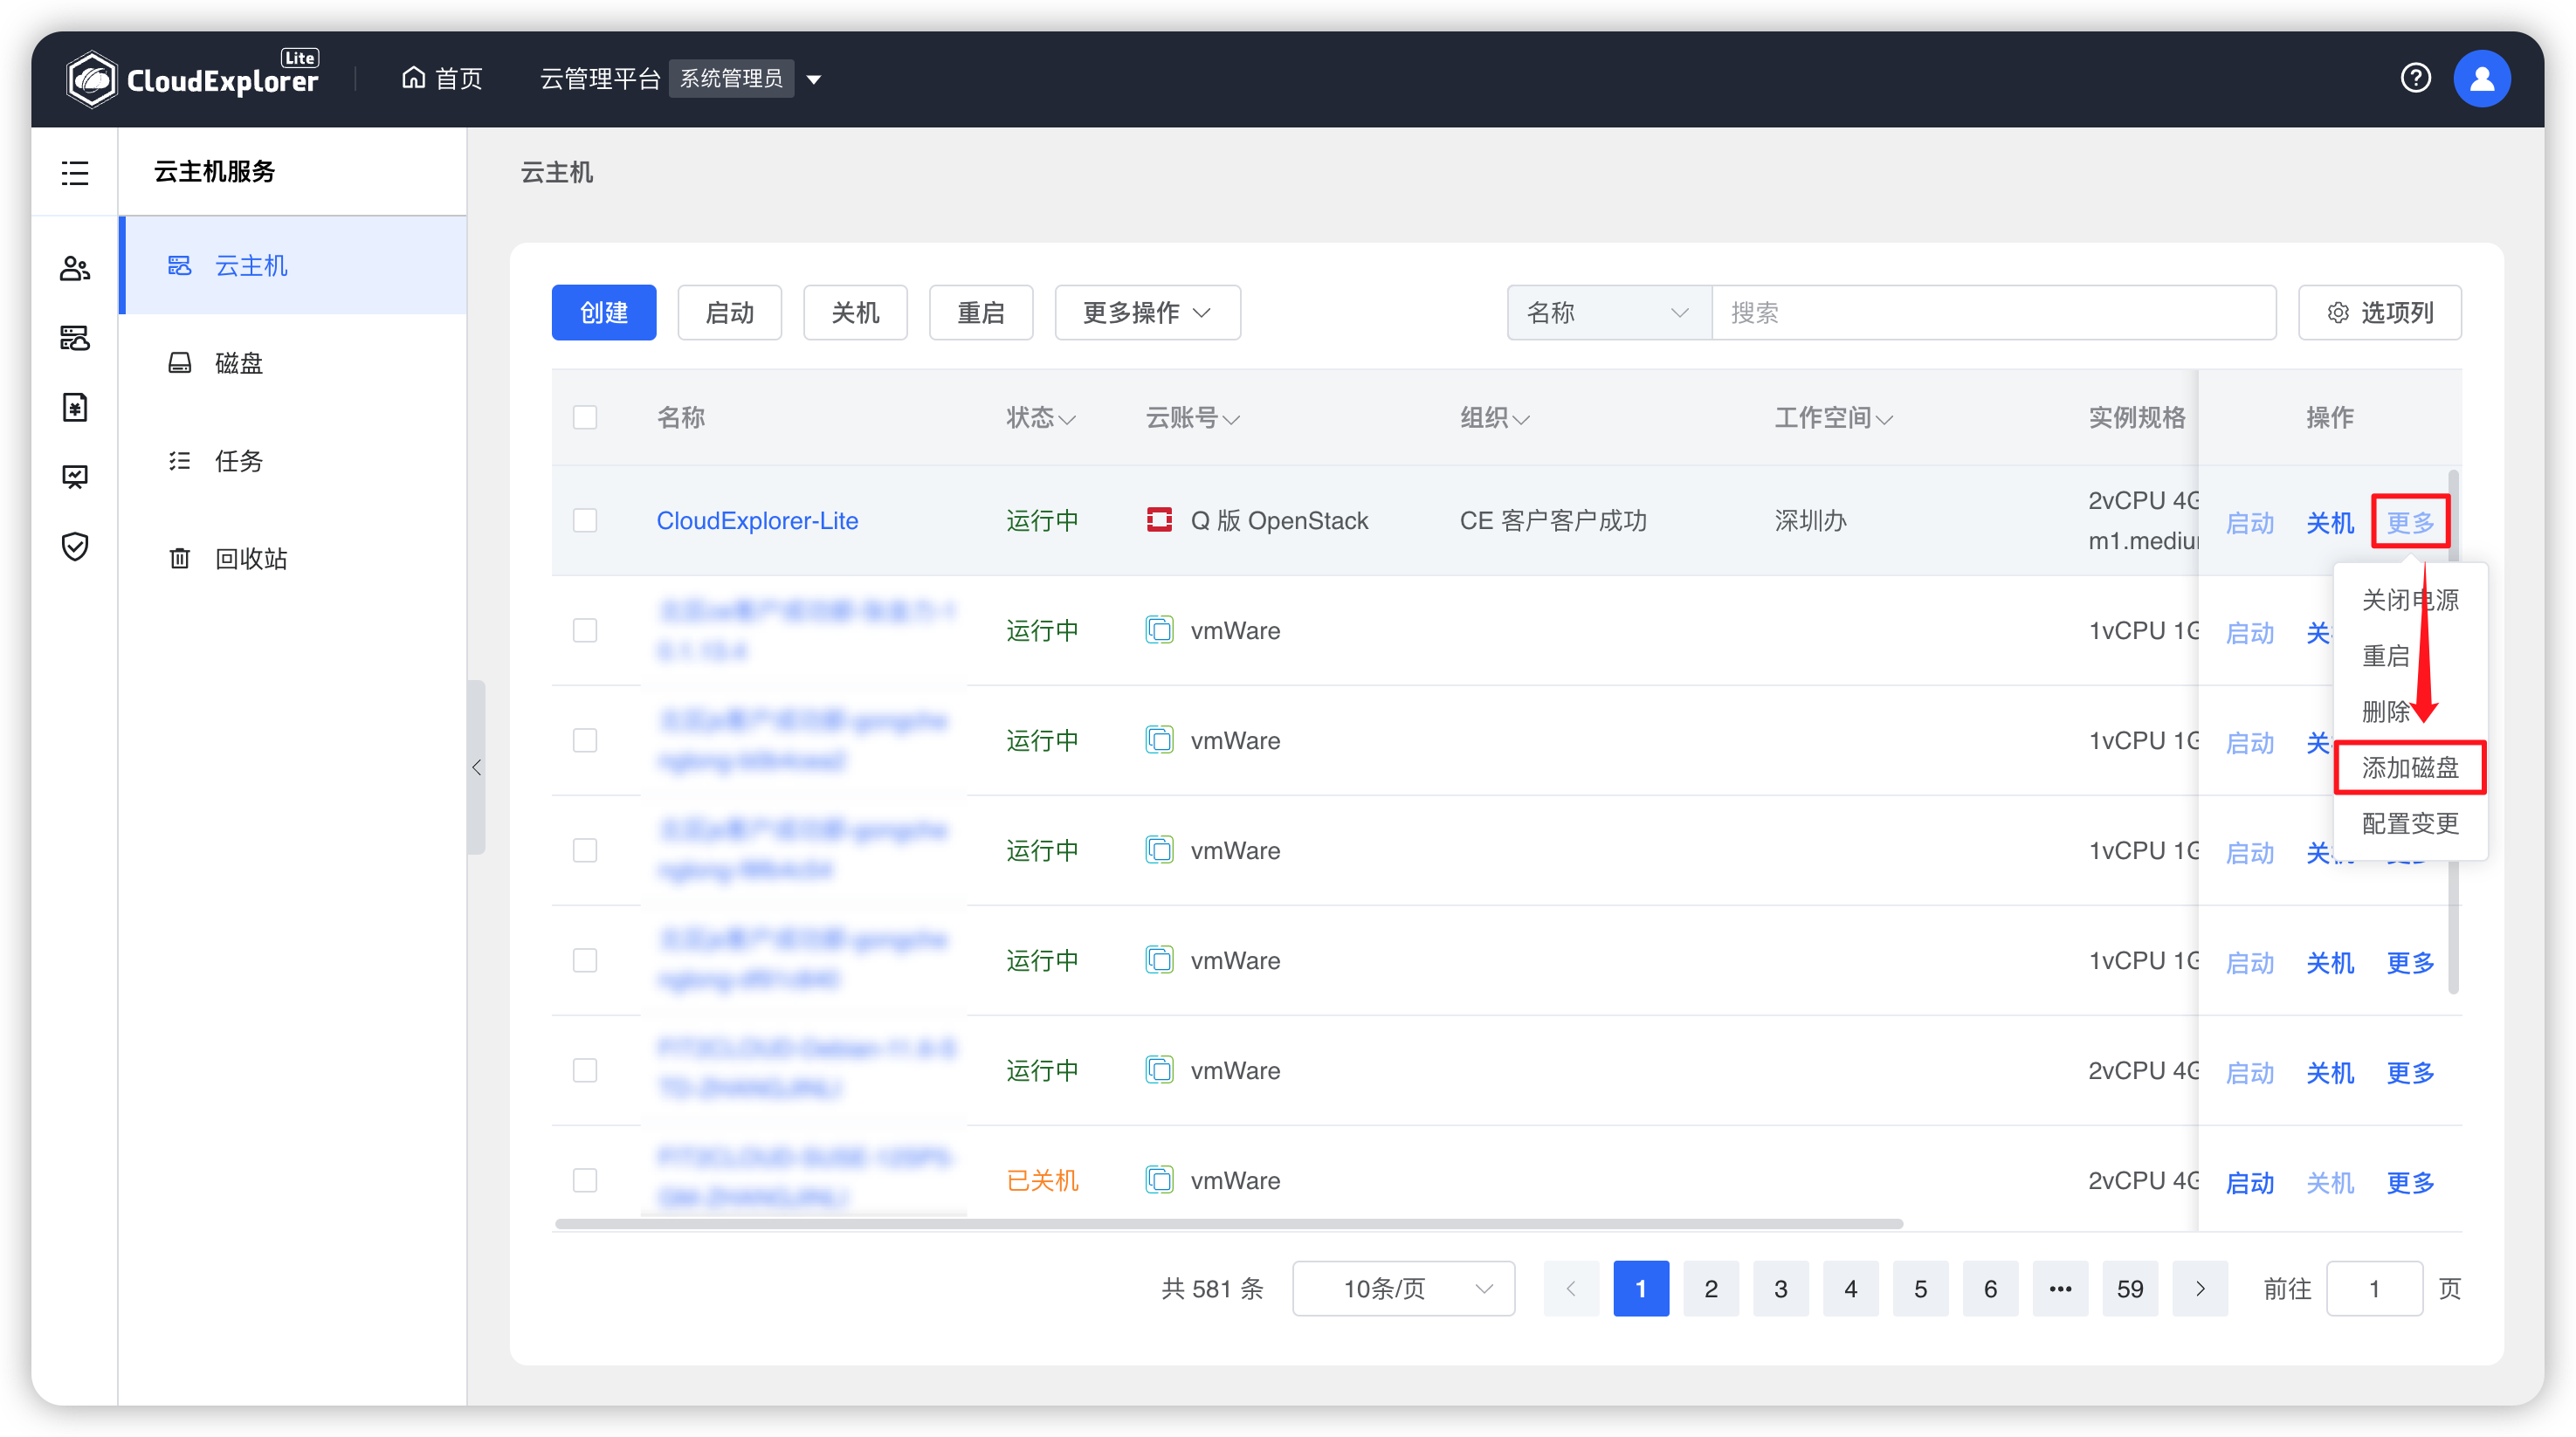 CloudExplorer Lite
首页
云管理平台 系统管理员
云主机服务
云主机
磁盘
任务
回收站
云主机
创建 启动 关机 重启 更多操作 名称 搜索 选项列
名称 状态 云账号 组织 工作空间 实例规格 操作
CloudExplorer-Lite 运行中 Q 版 OpenStack CE 客户客户成功 深圳办 2vCPU 4G 启动 关机 更多
m1.medium
关闭电源
重启
删除
添加磁盘
配置变更
运行中 vmWare 1vCPU 1G 启动
运行中 vmWare 1vCPU 1G 启动
运行中 vmWare 1vCPU 1G 启动
运行中 vmWare 1vCPU 1G 启动 关机 更多
运行中 vmWare 2vCPU 4G 启动 关机 更多
已关机 vmWare 2vCPU 4G 启动 关机 更多
共 581 条 10条/页 1 2 3 4 5 6 ••• 59 前往 1 页